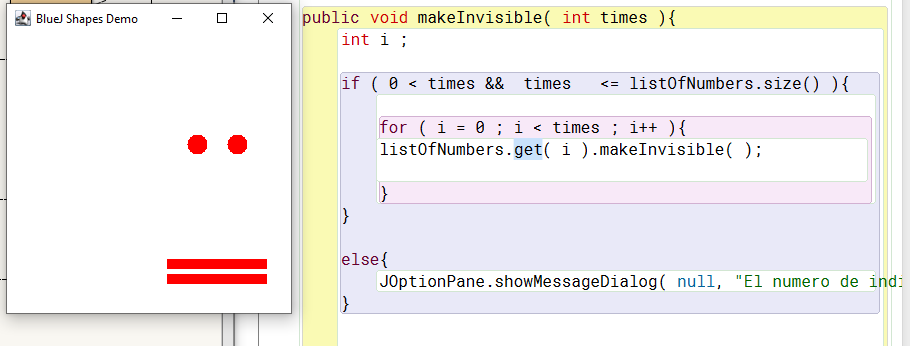 BlueJ Shapes Demo
public void makeInvisible( int times ){
int i ;
if ( 0 < times &&  times   <= listOfNumbers.size() ){
for ( i = 0 ; i < times ; i++ ){
listOfNumbers.get( i ).makeInvisible( );
}
}
else{
JOptionPane.showMessageDialog( null, "El numero de indi
}